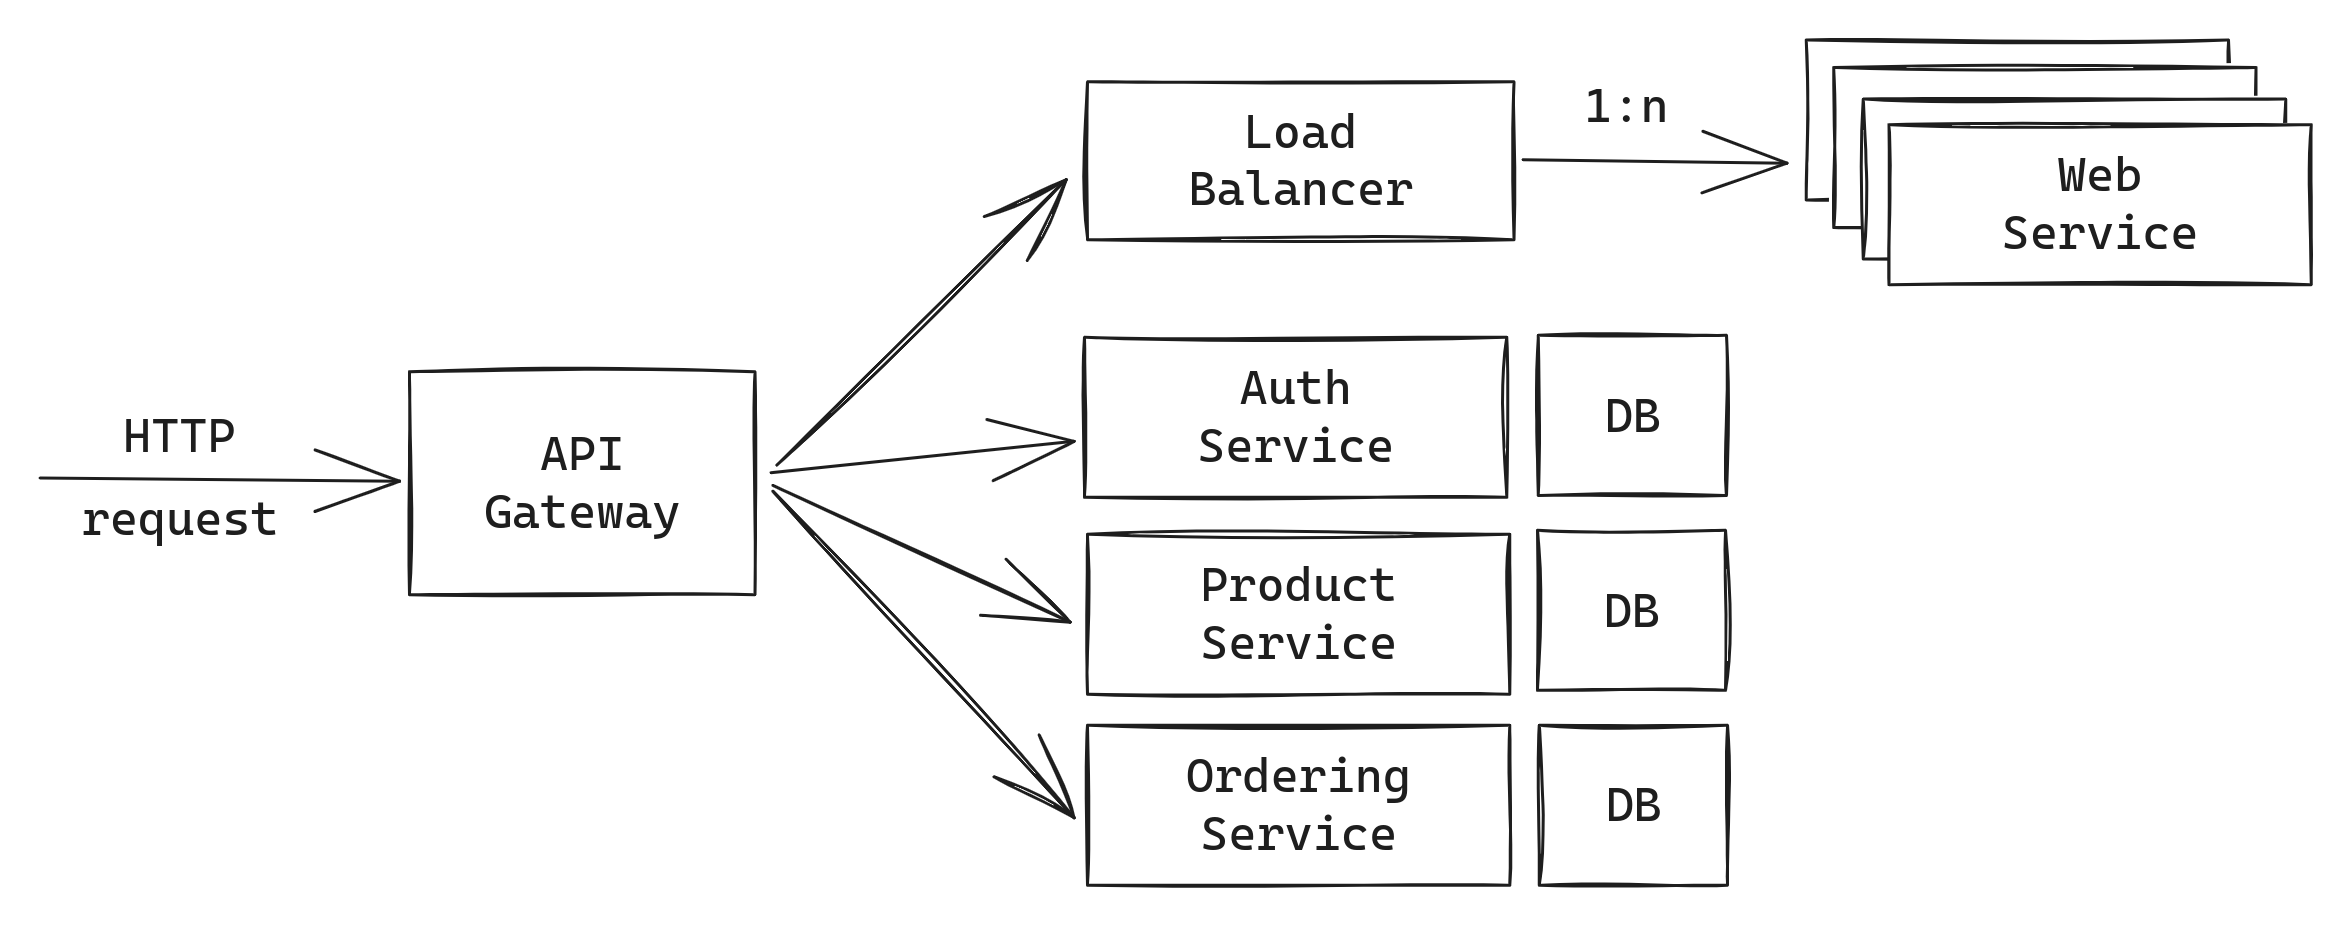 HTTP
request
API
Gateway
Load
Balancer
1:n
Web
Service
Auth
Service
DB
Product
Service
DB
Ordering
Service
DB